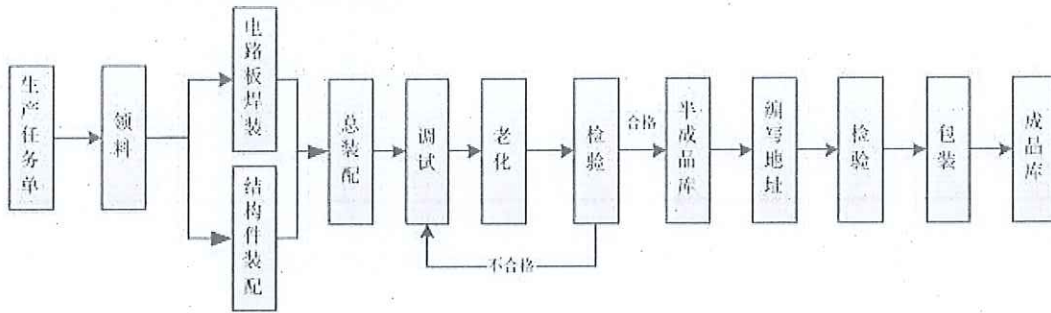 生产任务单
领料
电路板焊装
结构件装配
总装配
调试
老化
检验
不合格
合格
半成品库
编写地址
检验
包装
成品库